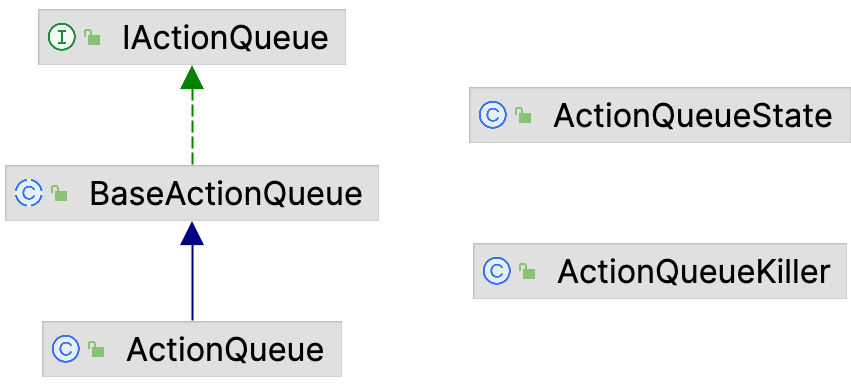 I IActionQueue
C ActionQueueState
C BaseActionQueue
C ActionQueueKiller
C ActionQueue